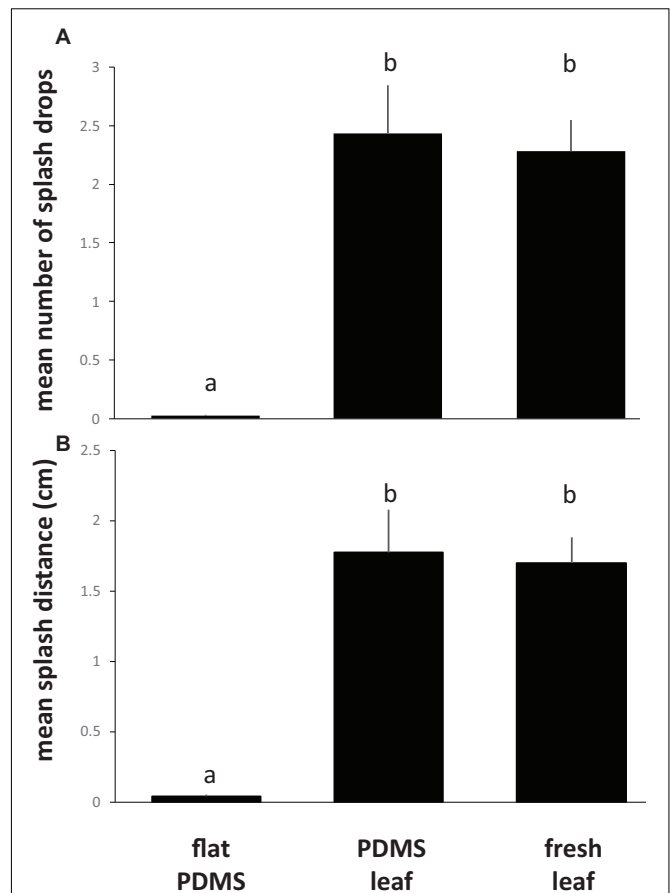 A
mean number of splash drops
3
2.5
2
1.5
1
0.5
0
a
b
b
B
mean splash distance (cm)
2.5
2
1.5
1
0.5
0
a
b
b
flat
PDMS
PDMS
leaf
fresh
leaf